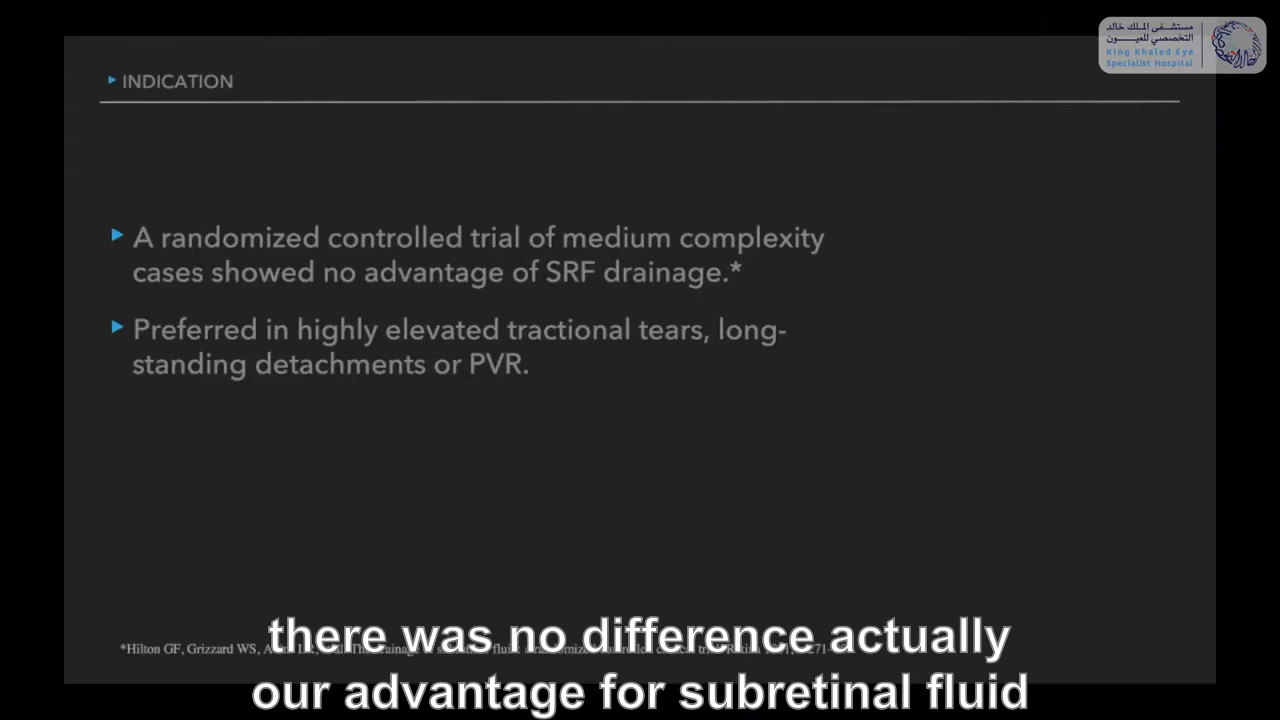 مستشفى الملك خالد
التخصصي للعيون
King Khaled Eye
Specialist Hospital
INDICATION
A randomized controlled trial of medium complexity
cases showed no advantage of SRF drainage.*
Preferred in highly elevated tractional tears, long-
standing detachments or PVR.
*Hilton GF, Grizzard WS,
there was no difference actually
our advantage for subretinal fluid